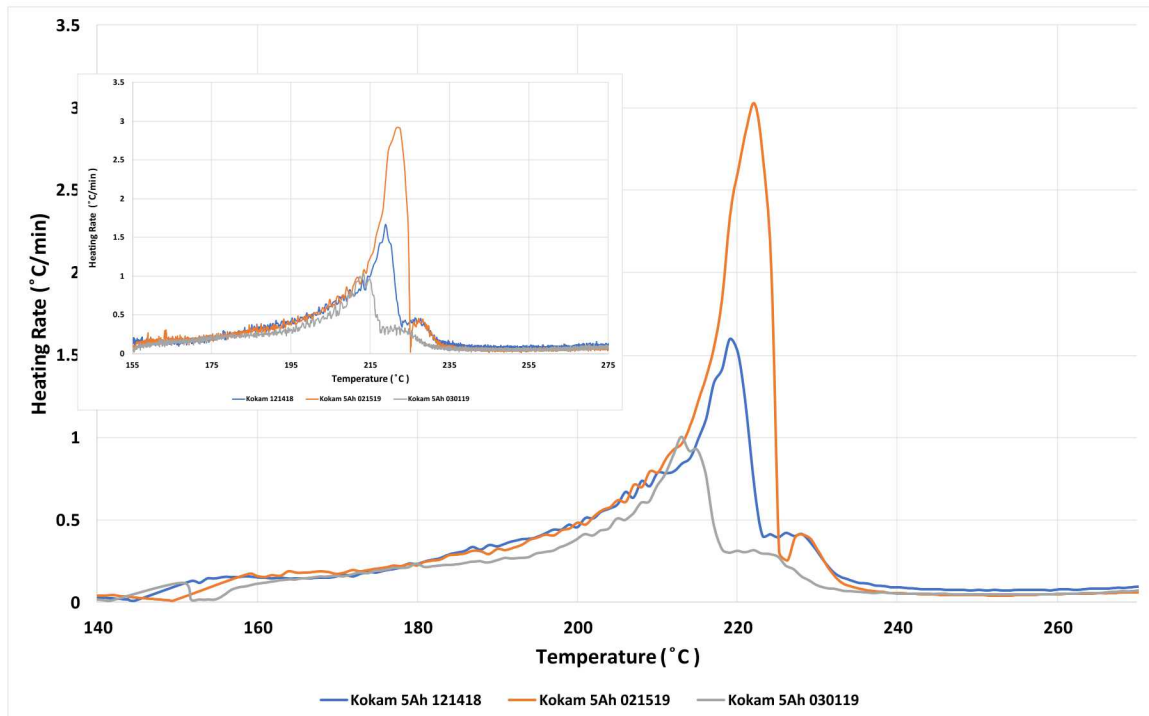 3.5
3
2.5
2
1.5
1
0.5
0
Heating Rate (˚C/min)
140 160 180 200 220 240 260
Temperature (˚C)
Kokam 5Ah 121418 Kokam 5Ah 021519 Kokam 5Ah 030119
3.5
3
2.5
2
1.5
1
0.5
0
Heating Rate (˚C/min)
155 175 195 215 235 255 275
Temperature (˚C)
Kokam 121418 Kokam 5Ah 021519 Kokam 5Ah 030119